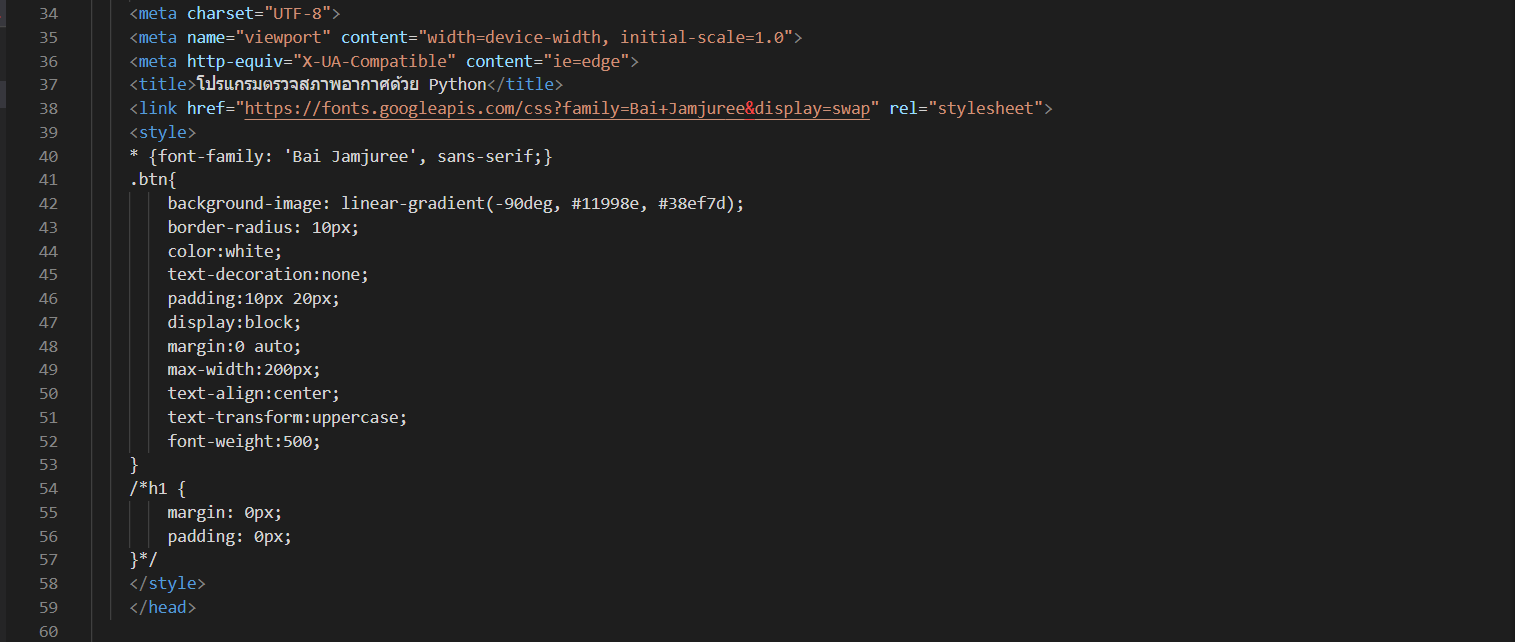 34 <meta charset="UTF-8">
35 <meta name="viewport" content="width=device-width, initial-scale=1.0">
36 <meta http-equiv="X-UA-Compatible" content="ie=edge">
37 <title>โปรแกรมตรวจสภาพอากาศด้วย Python</title>
38 <link href="https://fonts.googleapis.com/css?family=Bai+Jamjuree&display=swap" rel="stylesheet">
39 <style>
40 * {font-family: 'Bai Jamjuree', sans-serif;}
41 .btn{
42 background-image: linear-gradient(-90deg, #11998e, #38ef7d);
43 border-radius: 10px;
44 color:white;
45 text-decoration:none;
46 padding:10px 20px;
47 display:block;
48 margin:0 auto;
49 max-width:200px;
50 text-align:center;
51 text-transform:uppercase;
52 font-weight:500;
53 }
54 /*h1 {
55 margin: 0px;
56 padding: 0px;
57 }*/
58 </style>
59 </head>
60